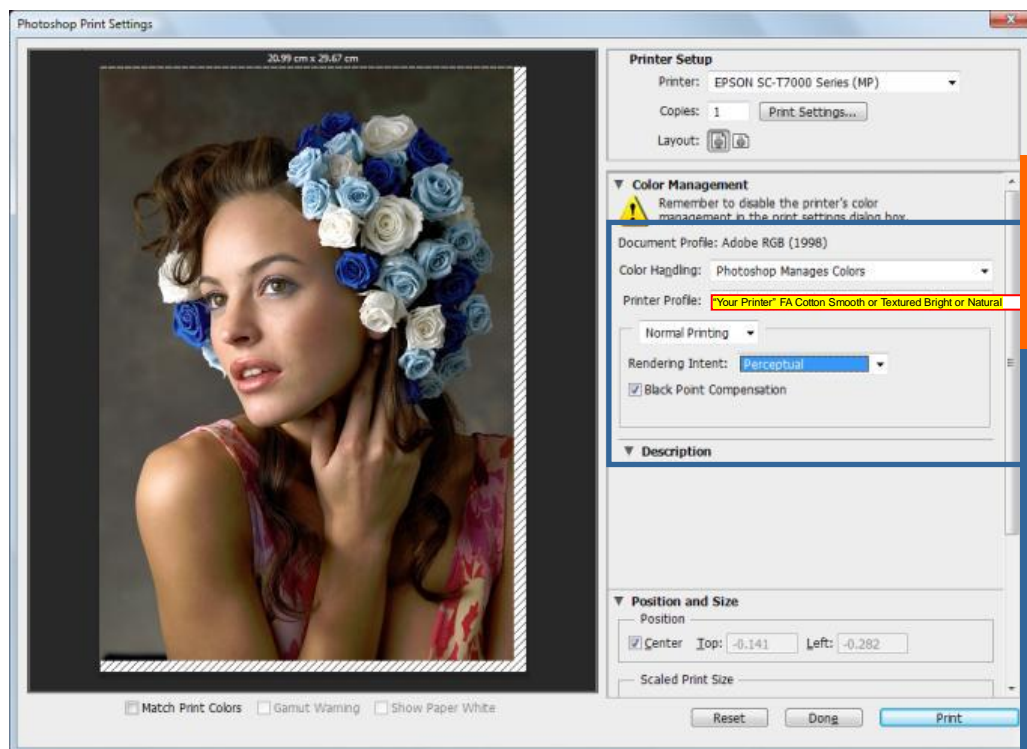 Photoshop Print Settings
20.99 cm x 29.67 cm
Printer Setup
Printer: EPSON SC-T7000 Series (MP)
Copies: 1 Print Settings...
Layout:
Color Management
Remember to disable the printer's color
management in the print settings dialog box.
Document Profile: Adobe RGB (1998)
Color Handling: Photoshop Manages Colors
Printer Profile: "Your Printer" FA Cotton Smooth or Textured Bright or Natural
Normal Printing
Rendering Intent: Perceptual
Black Point Compensation
Description
Position and Size
Position
Center Top: -0.141 Left: -0.282
Scaled Print Size
Match Print Colors Gamut Warning Show Paper White
Reset Done Print